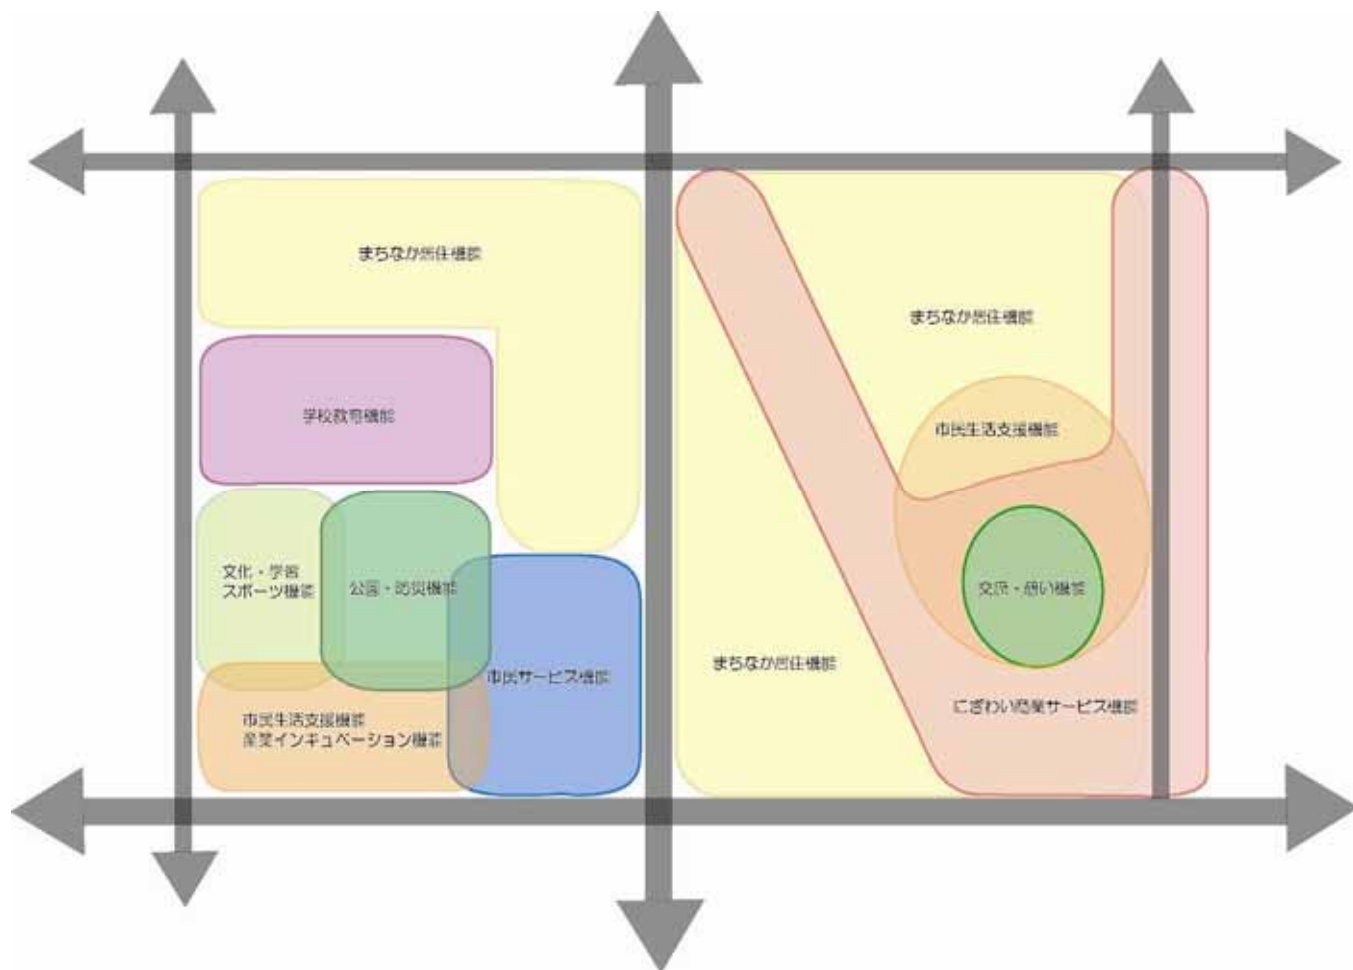 まちなか居住機能
まちなか居住機能
学校教育機能
市民生活支援機能
文化・学習
スポーツ機能
公園・防災機能
交流・憩い機能
まちなか居住機能
市民サービス機能
にぎわい商業サービス機能
市民生活支援機能
産業インキュベーション機能